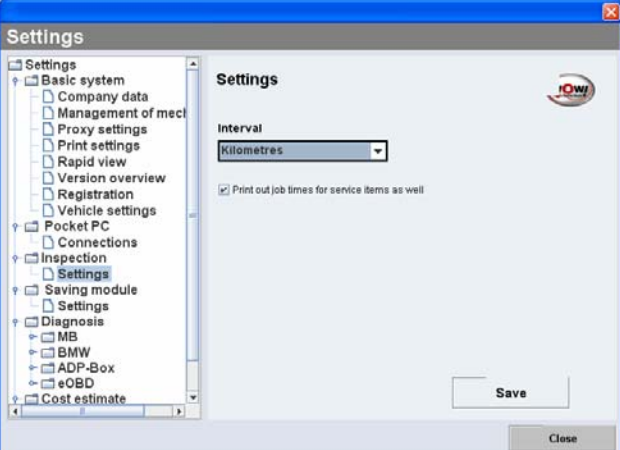 Settings
Settings
Basic system
Company data
Management of mecl
Proxy settings
Print settings
Rapid view
Version overview
Registration
Vehicle settings
Pocket PC
Connections
Inspection
Settings
Saving module
Settings
Diagnosis
MB
BMW
ADP-Box
eOBD
Cost estimate
Settings
Interval
Kilometres
Print out job times for service items as well
Save
Close